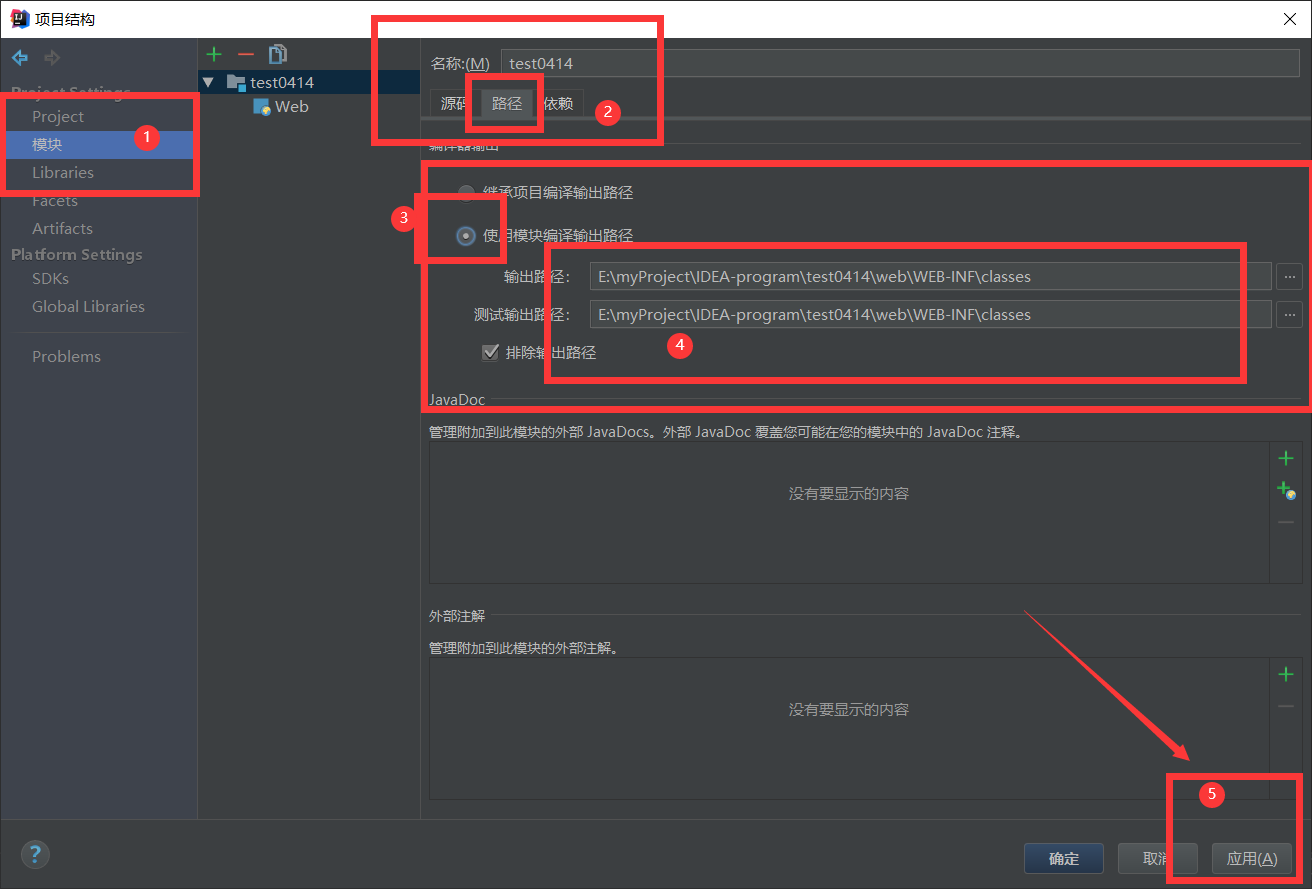 项目结构
Project Settings
Project
模块
1
Libraries
Facets
Artifacts
Platform Settings
SDKs
Global Libraries
Problems
test0414
Web
名称:(M) test0414
源码 路径 依赖
2
编译器输出
继承项目编译输出路径
3
使用模块编译输出路径
输出路径: E:\myProject\IDEA-program\test0414\web\WEB-INF\classes ...
测试输出路径: E:\myProject\IDEA-program\test0414\web\WEB-INF\classes ...
排除输出路径
4
JavaDoc
管理附加到此模块的外部 JavaDocs。外部 JavaDoc 覆盖您可能在您的模块中的 JavaDoc 注释。
没有要显示的内容
外部注解
管理附加到此模块的外部注解。
没有要显示的内容
5
?
确定 取消 应用(A)